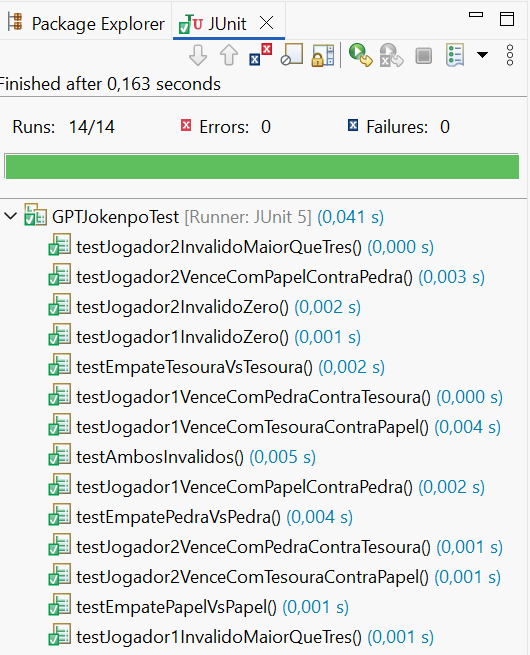 Package Explorer JUnit
Finished after 0,163 seconds
Runs: 14/14 Errors: 0 Failures: 0
GPTJokenpoTest [Runner: JUnit 5] (0,041 s)
testJogador2InvalidoMaiorQueTres() (0,000 s)
testJogador2VenceComPapelContraPedra() (0,003 s)
testJogador2InvalidoZero() (0,002 s)
testJogador1InvalidoZero() (0,001 s)
testEmpateTesouraVsTesoura() (0,002 s)
testJogador1VenceComPedraContraTesoura() (0,000 s)
testJogador1VenceComTesouraContraPapel() (0,004 s)
testAmbosInvalidos() (0,005 s)
testJogador1VenceComPapelContraPedra() (0,002 s)
testEmpatePedraVsPedra() (0,004 s)
testJogador2VenceComPedraContraTesoura() (0,001 s)
testJogador2VenceComTesouraContraPapel() (0,001 s)
testEmpatePapelVsPapel() (0,001 s)
testJogador1InvalidoMaiorQueTres() (0,001 s)